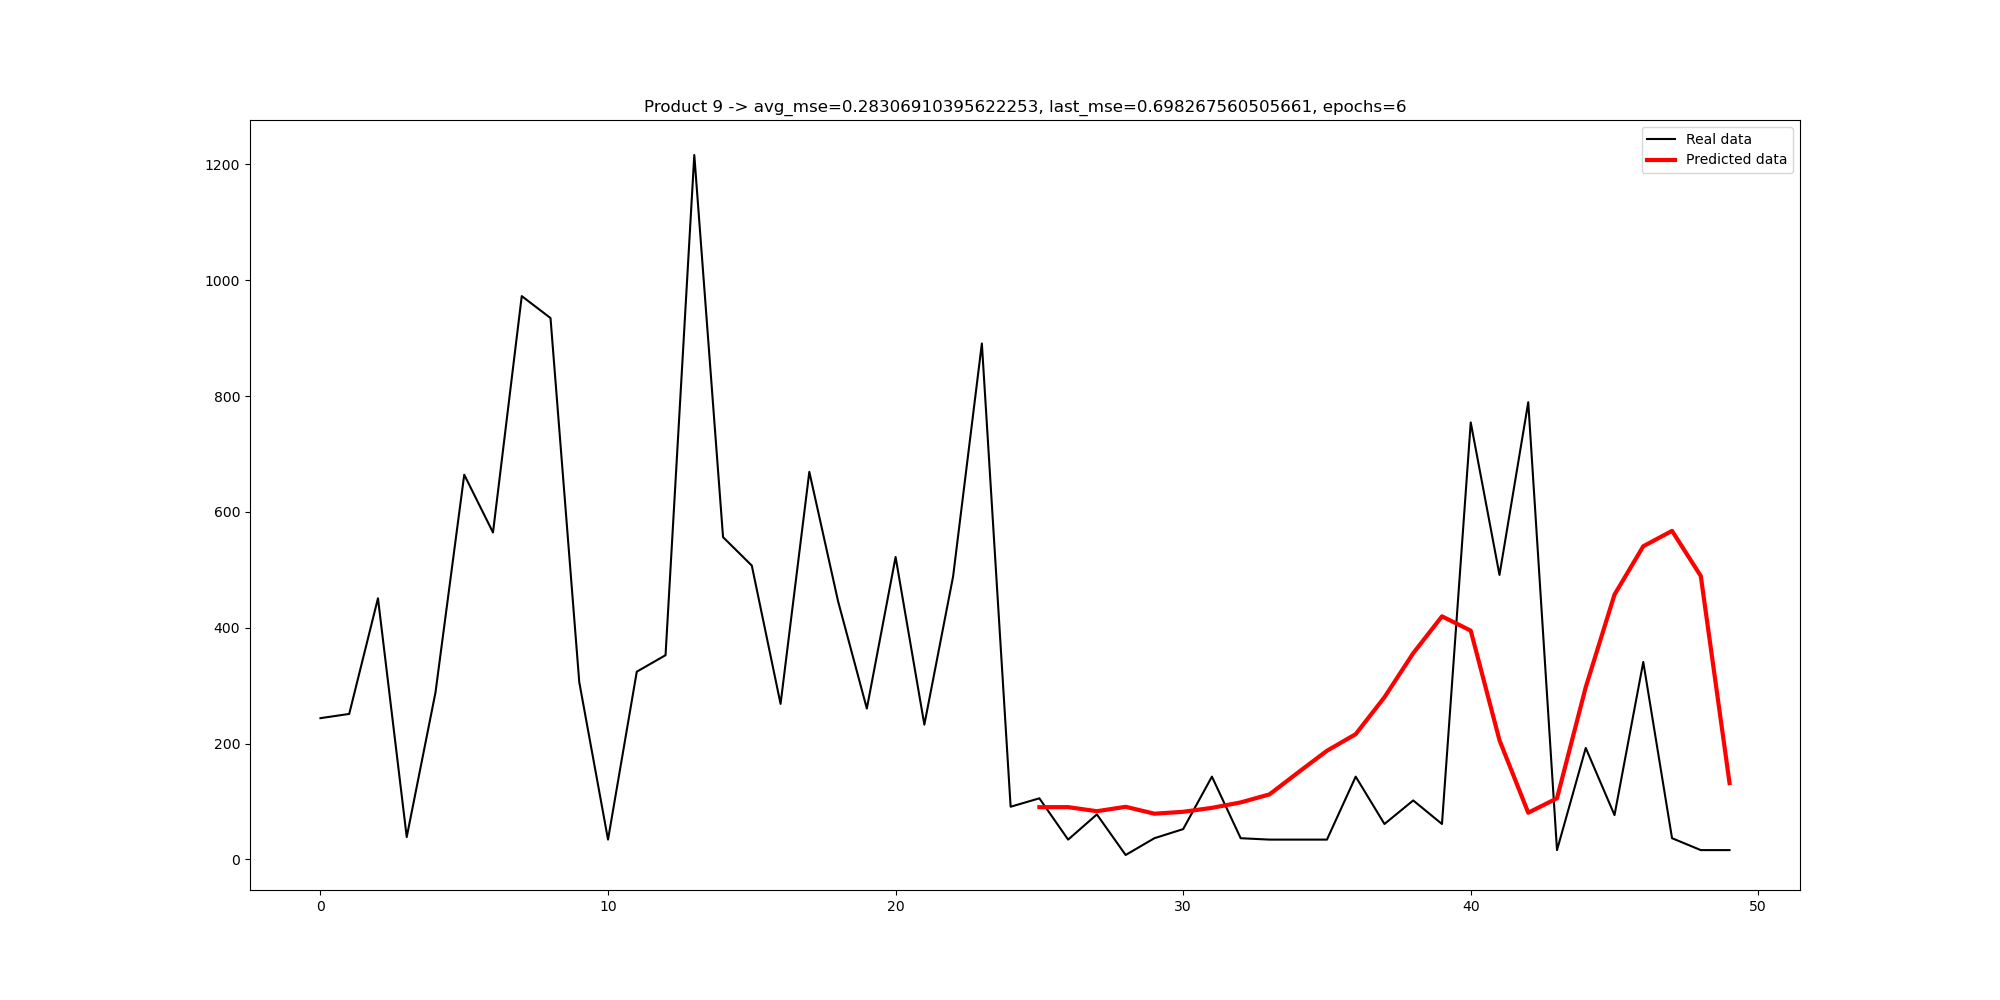 Product 9 -> avg_mse=0.28306910395622253, last_mse=0.698267560505661, epochs=6
Real data
Predicted data
1200
1000
800
600
400
200
0
0 10 20 30 40 50